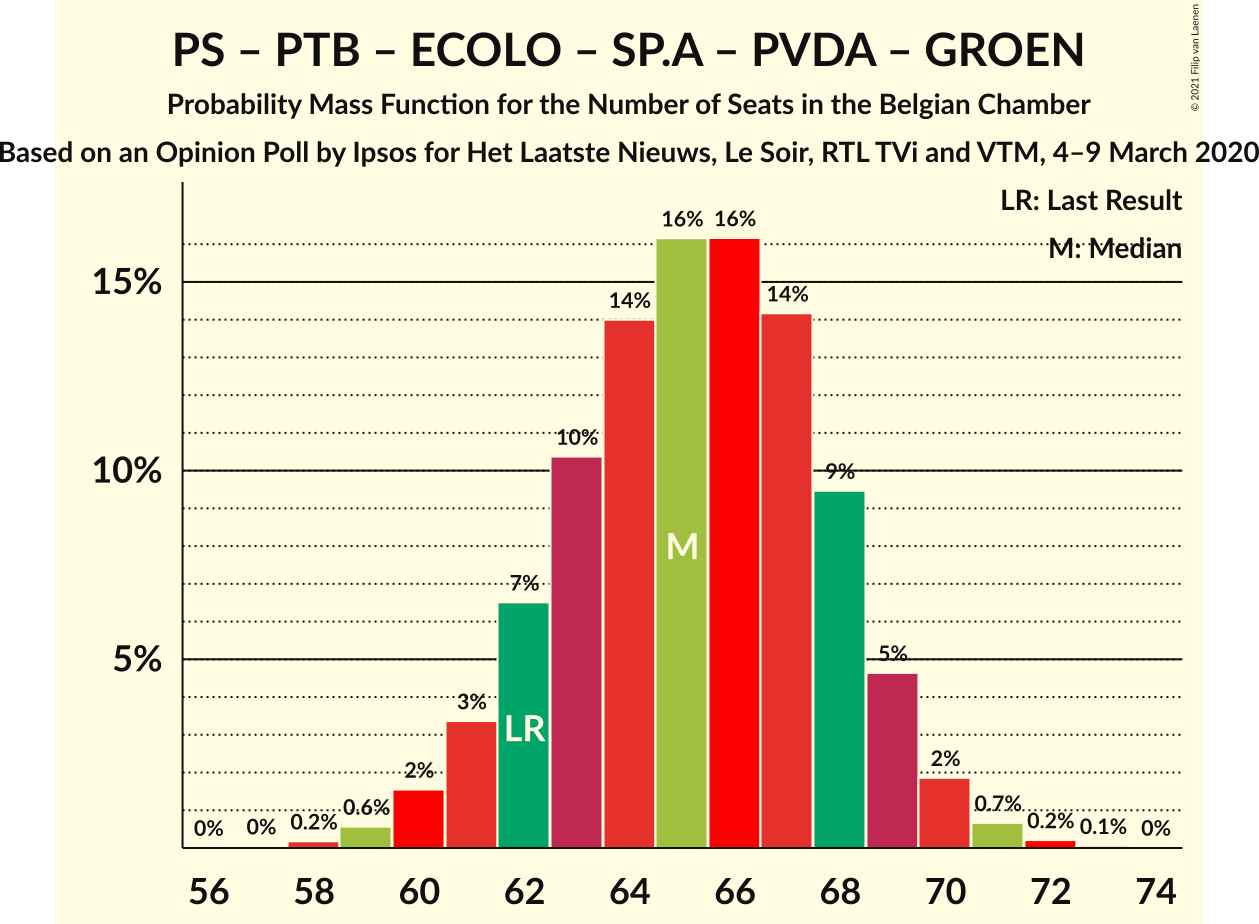 PS – PTB – ECOLO – SP.A – PVDA – GROEN
Probability Mass Function for the Number of Seats in the Belgian Chamber
Based on an Opinion Poll by Ipsos for Het Laatste Nieuws, Le Soir, RTL TVi and VTM, 4–9 March 2020
© 2021 Filip van Laenen
LR: Last Result
M: Median
15%
10%
5%
0% 0% 0.2% 0.6% 2% 3% 7% 10% 14% 16% 16% 14% 9% 5% 2% 0.7% 0.2% 0.1% 0%
M
LR
56 58 60 62 64 66 68 70 72 74